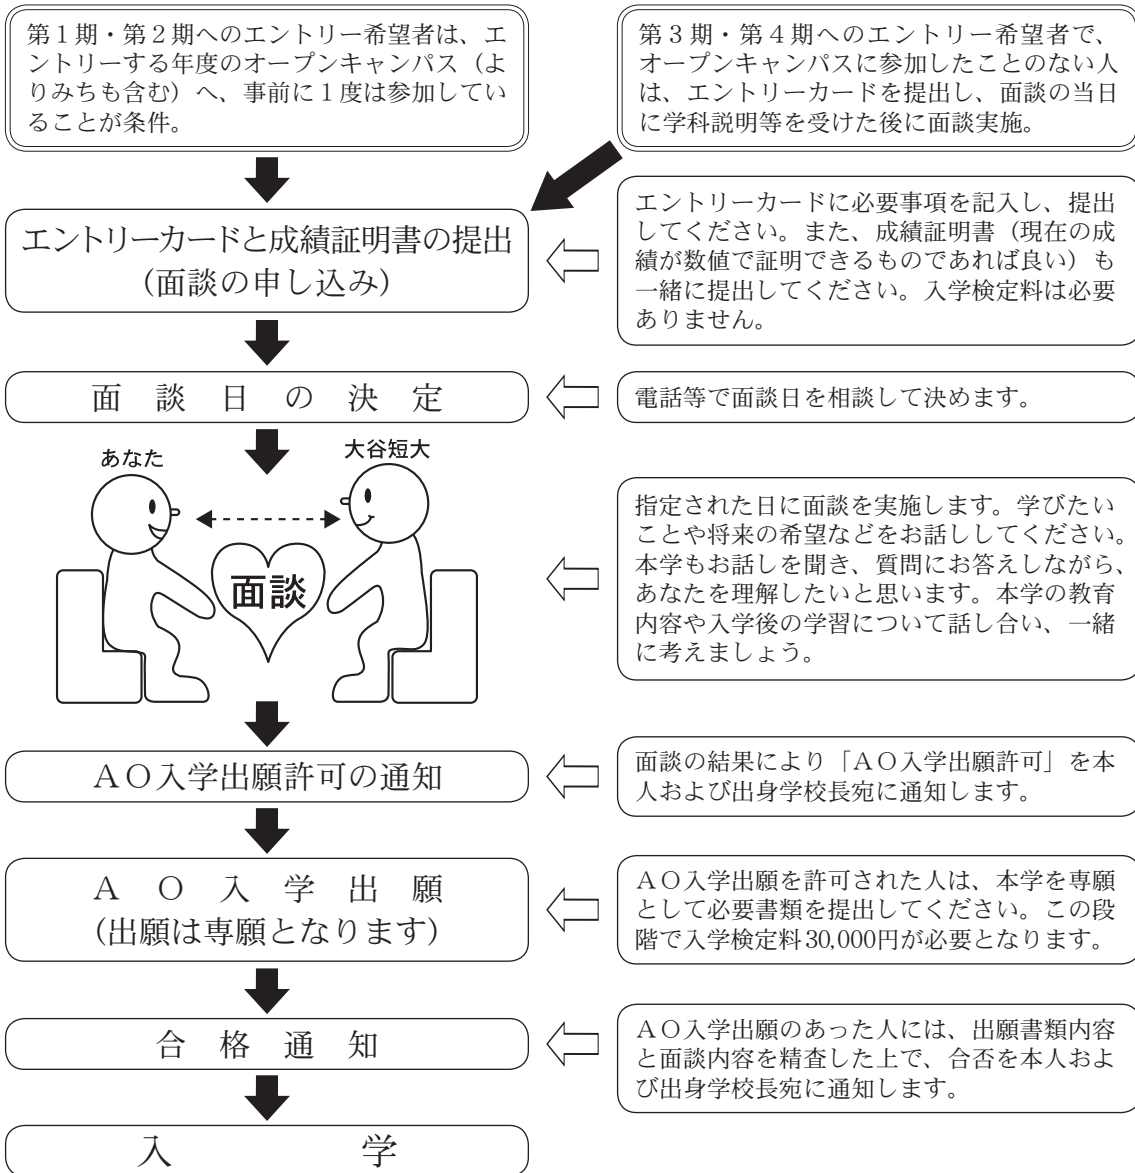 第１期・第２期へのエントリー希望者は、エ
ントリーする年度のオープンキャンパス（よ
りみちも含む）へ、事前に１度は参加してい
ることが条件。
第３期・第４期へのエントリー希望者で、
オープンキャンパスに参加したことのない人
は、エントリーカードを提出し、面談の当日
に学科説明等を受けた後に面談実施。
エントリーカードと成績証明書の提出
（面談の申し込み）
エントリーカードに必要事項を記入し、提出
してください。また、成績証明書（現在の成
績が数値で証明できるものであれば良い）も
一緒に提出してください。入学検定料は必要
ありません。
面談日の決定
電話等で面談日を相談して決めます。
あなた
大谷短大
面談
指定された日に面談を実施します。学びたい
ことや将来の希望などをお話ししてください。
本学もお話しを聞き、質問にお答えしながら、
あなたを理解したいと思います。本学の教育
内容や入学後の学習について話し合い、一緒
に考えましょう。
ＡＯ入学出願許可の通知
面談の結果により「ＡＯ入学出願許可」を本
人および出身学校長宛に通知します。
ＡＯ入学出願
（出願は専願となります）
ＡＯ入学出願を許可された人は、本学を専願
として必要書類を提出してください。この段
階で入学検定料30,000円が必要となります。
合格通知
ＡＯ入学出願のあった人には、出願書類内容
と面談内容を精査した上で、合否を本人およ
び出身学校長宛に通知します。
入学